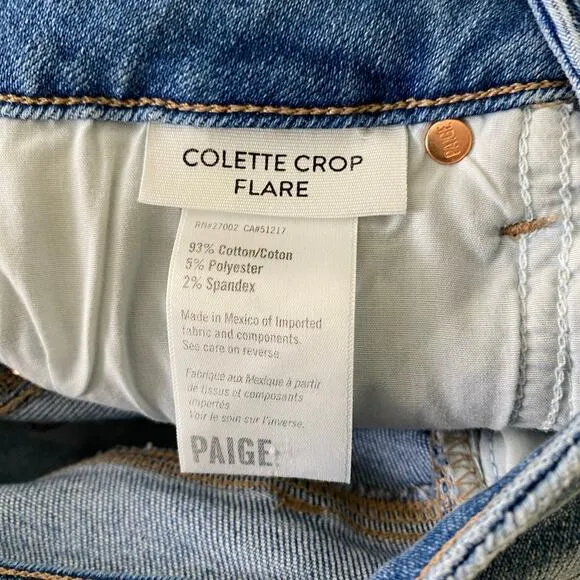 COLETTE CROP
FLARE
PAIGE
RN#27002 CA#51217
93% Cotton/Coton
5% Polyester
2% Spandex
Made in Mexico of Imported
fabric and components.
See care on reverse
Fabriqué aux Mexique à partir
de tissus et composants
importés
Voir le soin sur l'inverse.
PAIGE